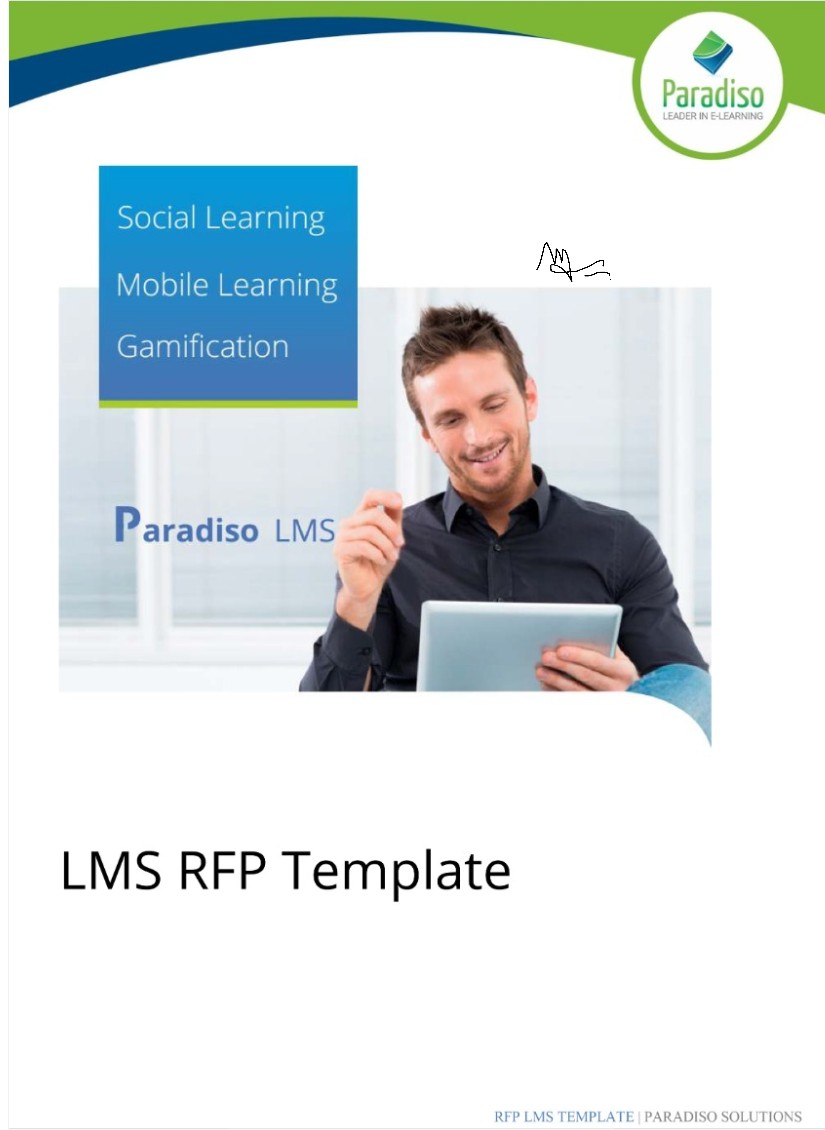 Paradiso
LEADER IN E-LEARNING
Social Learning
Mobile Learning
Gamification
Paradiso LMS
LMS RFP Template
RFP LMS TEMPLATE | PARADISO SOLUTIONS